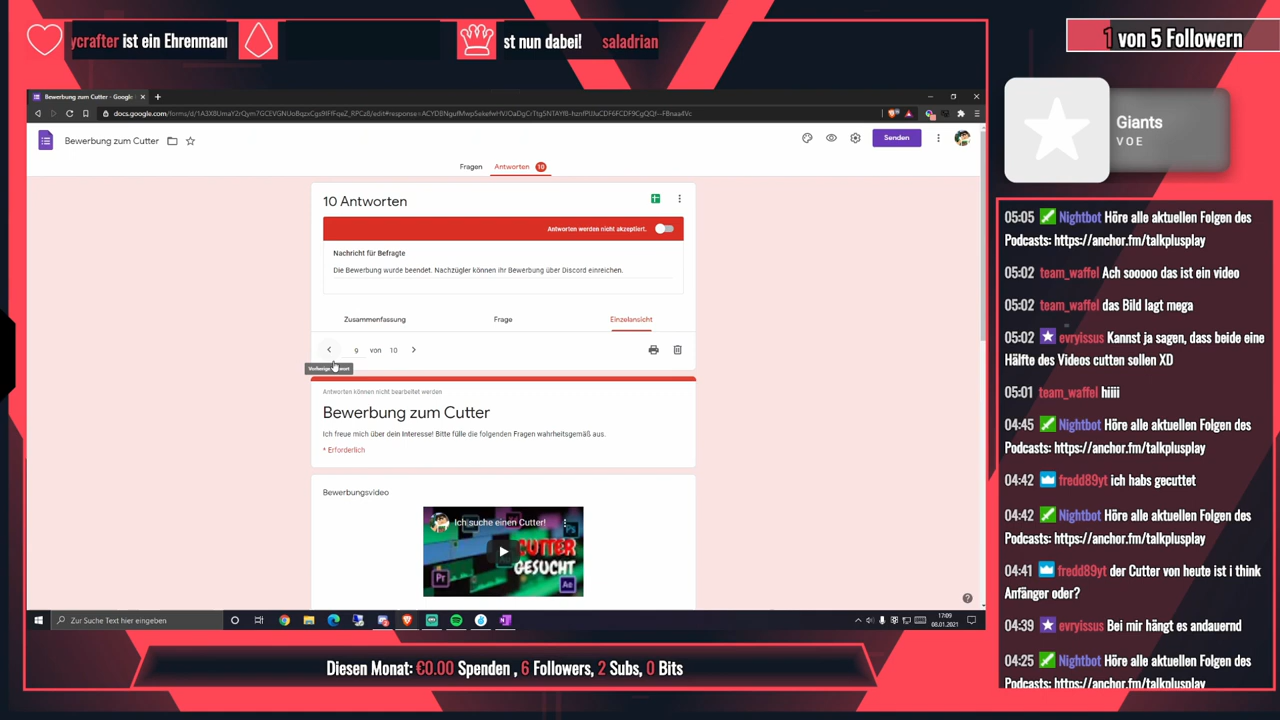 ycrafter ist ein Ehrenmann
st nun dabei! saladrian
1 von 5 Followern
Bewerbung zum Cutter - Google
Bewerbung zum Cutter
Senden
Fragen
Antworten 10
10 Antworten
Antworten werden nicht akzeptiert.
Nachricht für Befragte
Die Bewerbung wurde beendet. Nachzügler können ihr Bewerbung über Discord einreichen.
Zusammenfassung
Frage
Einzelansicht
9 von 10
Antworten können nicht bearbeitet werden
Bewerbung zum Cutter
Ich freue mich über dein Interesse! Bitte fülle die folgenden Fragen wahrheitsgemäß aus.
* Erforderlich
Bewerbungsvideo
Ich suche einen Cutter!
CUTTER
GESUCHT
Pr
Ae
Zur Suche Text hier eingeben
17:09
08.01.2021
Diesen Monat: €0.00 Spenden , 6 Followers, 2 Subs, 0 Bits
Giants
VOE
05:05 Nightbot Höre alle aktuellen Folgen des
Podcasts: https://anchor.fm/talkplusplay
05:02 team_waffel Ach sooooo das ist ein video
05:02 team_waffel das Bild lagt mega
05:02 evryissus Kannst ja sagen, dass beide eine
Hälfte des Videos cutten sollen XD
05:01 team_waffel hiiii
04:45 Nightbot Höre alle aktuellen Folgen des
Podcasts: https://anchor.fm/talkplusplay
04:42 fredd89yt ich habs gecuttet
04:42 Nightbot Höre alle aktuellen Folgen des
Podcasts: https://anchor.fm/talkplusplay
04:41 fredd89yt der Cutter von heute ist i think
Anfänger oder?
04:39 evryissus Bei mir hängt es andauernd
04:25 Nightbot Höre alle aktuellen Folgen des
Podcasts: https://anchor.fm/talkplusplay